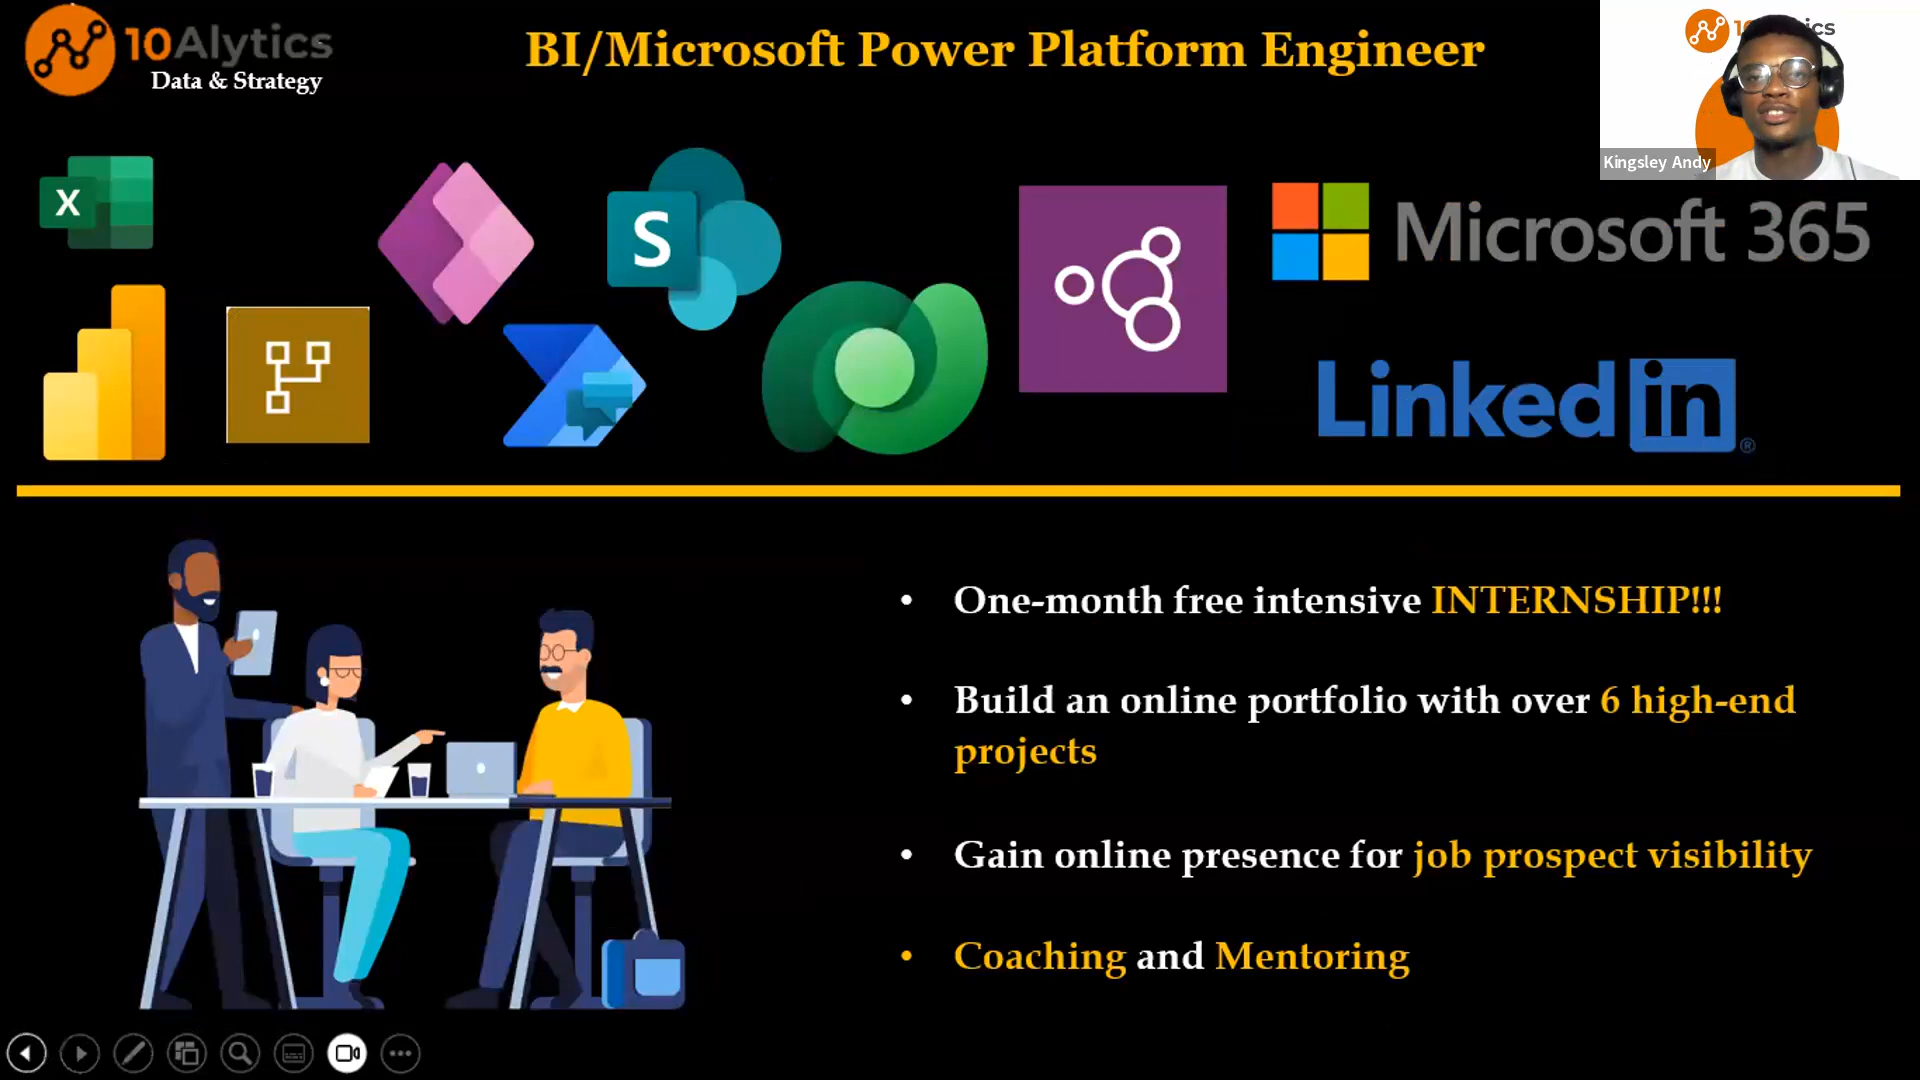 10Alytics
Data & Strategy
BI/Microsoft Power Platform Engineer
Kingsley Andy
X
S
Microsoft 365
Linked in ®
• One-month free intensive INTERNSHIP!!!
• Build an online portfolio with over 6 high-end
projects
• Gain online presence for job prospect visibility
• Coaching and Mentoring